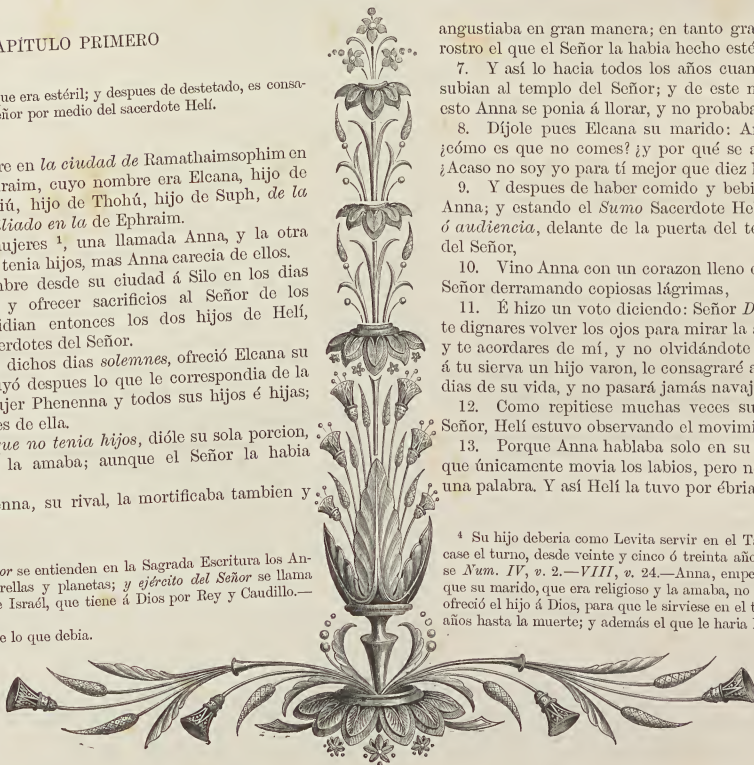 APÍTULO PRIMERO
ue era estéril; y despues de destetado, es consa-
ñor por medio del sacerdote Helí.
re en la ciudad de Ramathaimsophim en
raim, cuyo nombre era Elcana, hijo de
iú, hijo de Thohú, hijo de Suph, de la
liado en la de Ephraim.
ujeres ¹, una llamada Anna, y la otra
tenia hijos, mas Anna carecia de ellos.
mbre desde su ciudad á Silo en los dias
y ofrecer sacrificios al Señor de los
idian entonces los dos hijos de Helí,
erdotes del Señor.
dichos dias solemnes, ofreció Elcana su
uyó despues lo que le correspondia de la
ujer Phenenna y todos sus hijos é hijas;
es de ella.
ue no tenia hijos, dióle su sola porcion,
la amaba; aunque el Señor la habia
enna, su rival, la mortificaba tambien y
or se entienden en la Sagrada Escritura los An-
rellas y planetas; y ejército del Señor se llama
e Israél, que tiene á Dios por Rey y Caudillo.—
e lo que debia.
angustiaba en gran manera; en tanto gra
rostro el que el Señor la habia hecho esté
7. Y así lo hacia todos los años cuan
subian al templo del Señor; y de este m
esto Anna se ponia á llorar, y no probaba
8. Díjole pues Elcana su marido: A
¿cómo es que no comes? ¿y por qué se a
¿Acaso no soy yo para tí mejor que diez
9. Y despues de haber comido y bebi
Anna; y estando el Sumo Sacerdote He
ó audiencia, delante de la puerta del te
del Señor,
10. Vino Anna con un corazon lleno
Señor derramando copiosas lágrimas,
11. É hizo un voto diciendo: Señor D
te dignares volver los ojos para mirar la
y te acordares de mí, y no olvidándote
á tu sierva un hijo varon, le consagraré a
dias de su vida, y no pasará jamás navaj
12. Como repitiese muchas veces su
Señor, Helí estuvo observando el movimi
13. Porque Anna hablaba solo en su
que únicamente movia los labios, pero n
una palabra. Y así Helí la tuvo por ébria
⁴ Su hijo deberia como Levita servir en el T
case el turno, desde veinte y cinco ó treinta año
se Num. IV, v. 2.—VIII, v. 24.—Anna, empe
que su marido, que era religioso y la amaba, no
ofreció el hijo á Dios, para que le sirviese en el t
años hasta la muerte; y además el que le haria